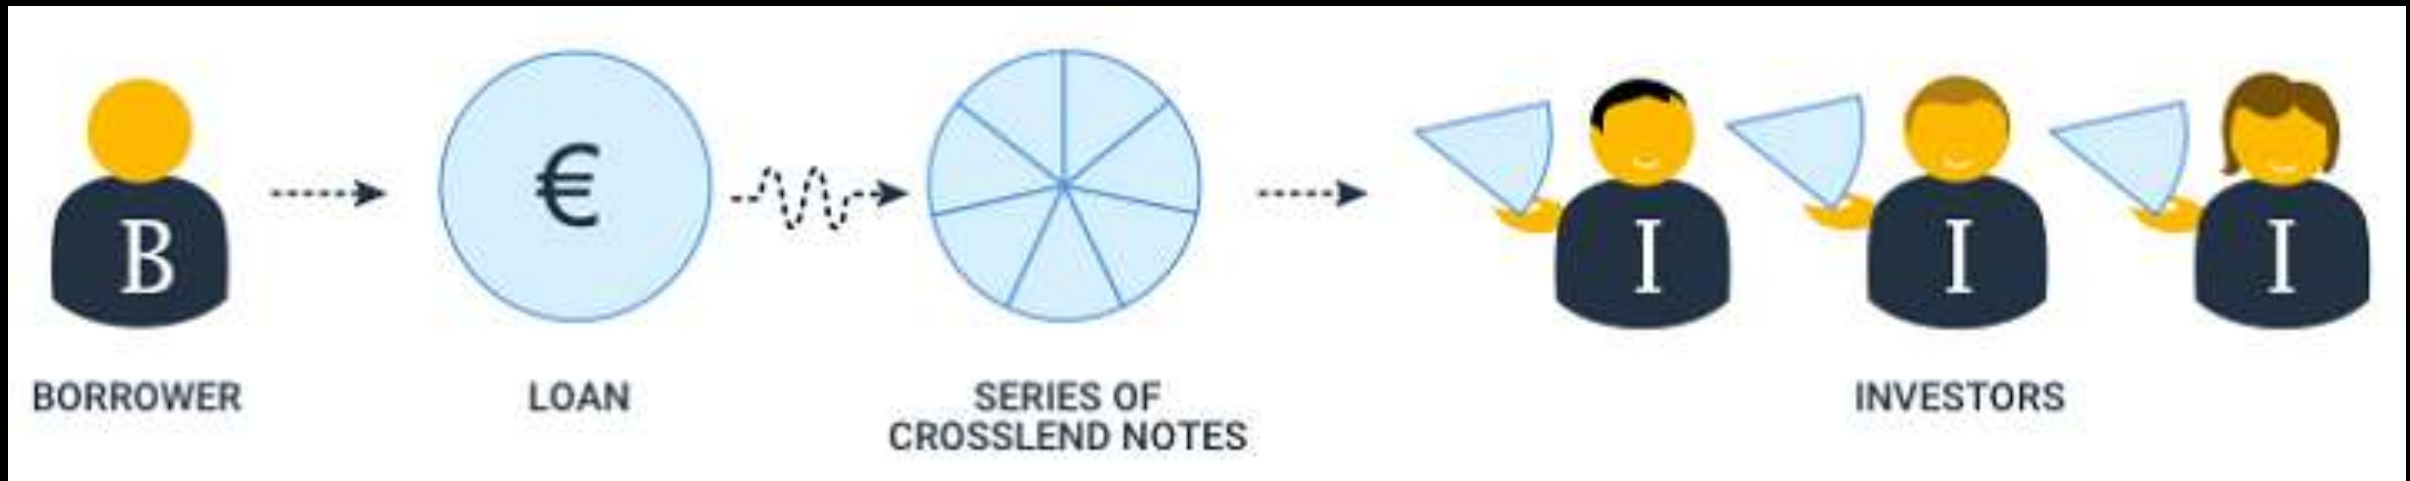 B
€
I
I
I
BORROWER
LOAN
SERIES OF
CROSSLEND NOTES
INVESTORS